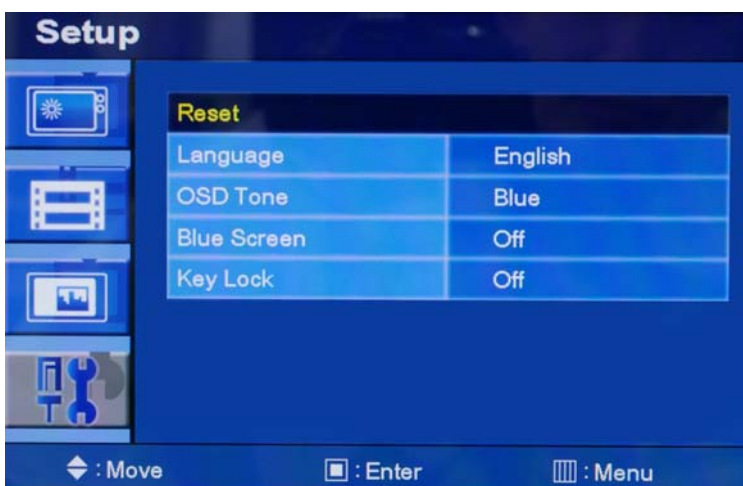 Setup
Reset
Language English
OSD Tone Blue
Blue Screen Off
Key Lock Off
: Move : Enter : Menu